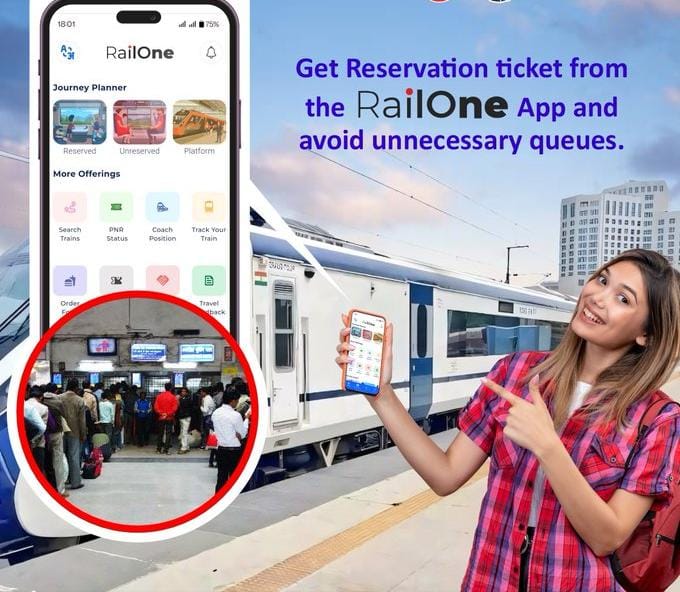 18:01
75%
RailOne
Journey Planner
Reserved Unreserved Platform
More Offerings
Search Trains
PNR Status
Coach Position
Track Your Train
Order
Travel
Get Reservation ticket from
the RailOne App and
avoid unnecessary queues.